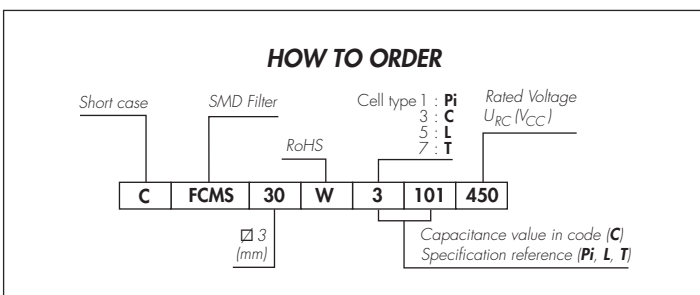 HOW TO ORDER
Short case
SMD Filter
RoHS
Cell type 1 : Pi
3 : C
5 : L
7 : T
Rated Voltage
URC (VCC)
C FCMS 30 W 3 101 450
3
(mm)
Capacitance value in code (C)
Specification reference (Pi, L, T)